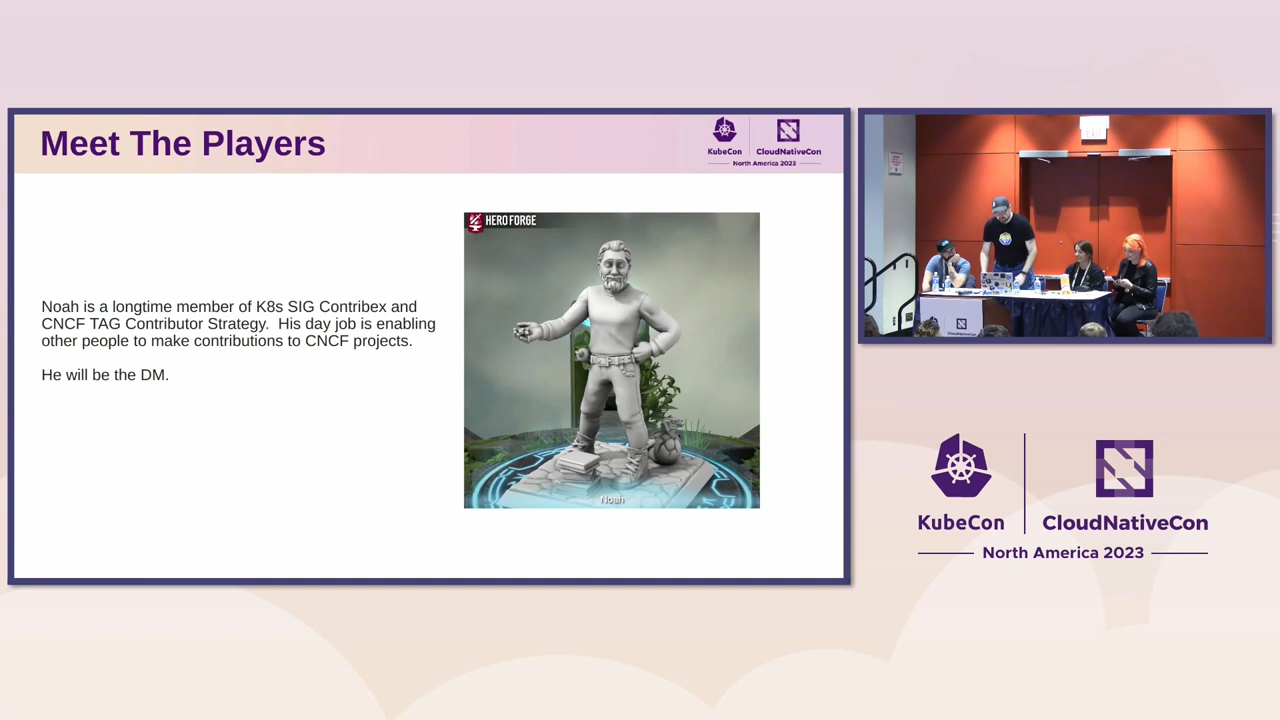 Meet The Players
KubeCon
CloudNativeCon
North America 2023
HERO FORGE
Noah is a longtime member of K8s SIG Contribex and
CNCF TAG Contributor Strategy.  His day job is enabling
other people to make contributions to CNCF projects.
He will be the DM.
Noah
EXIT
KubeCon
CloudNativeCon
North America 2023